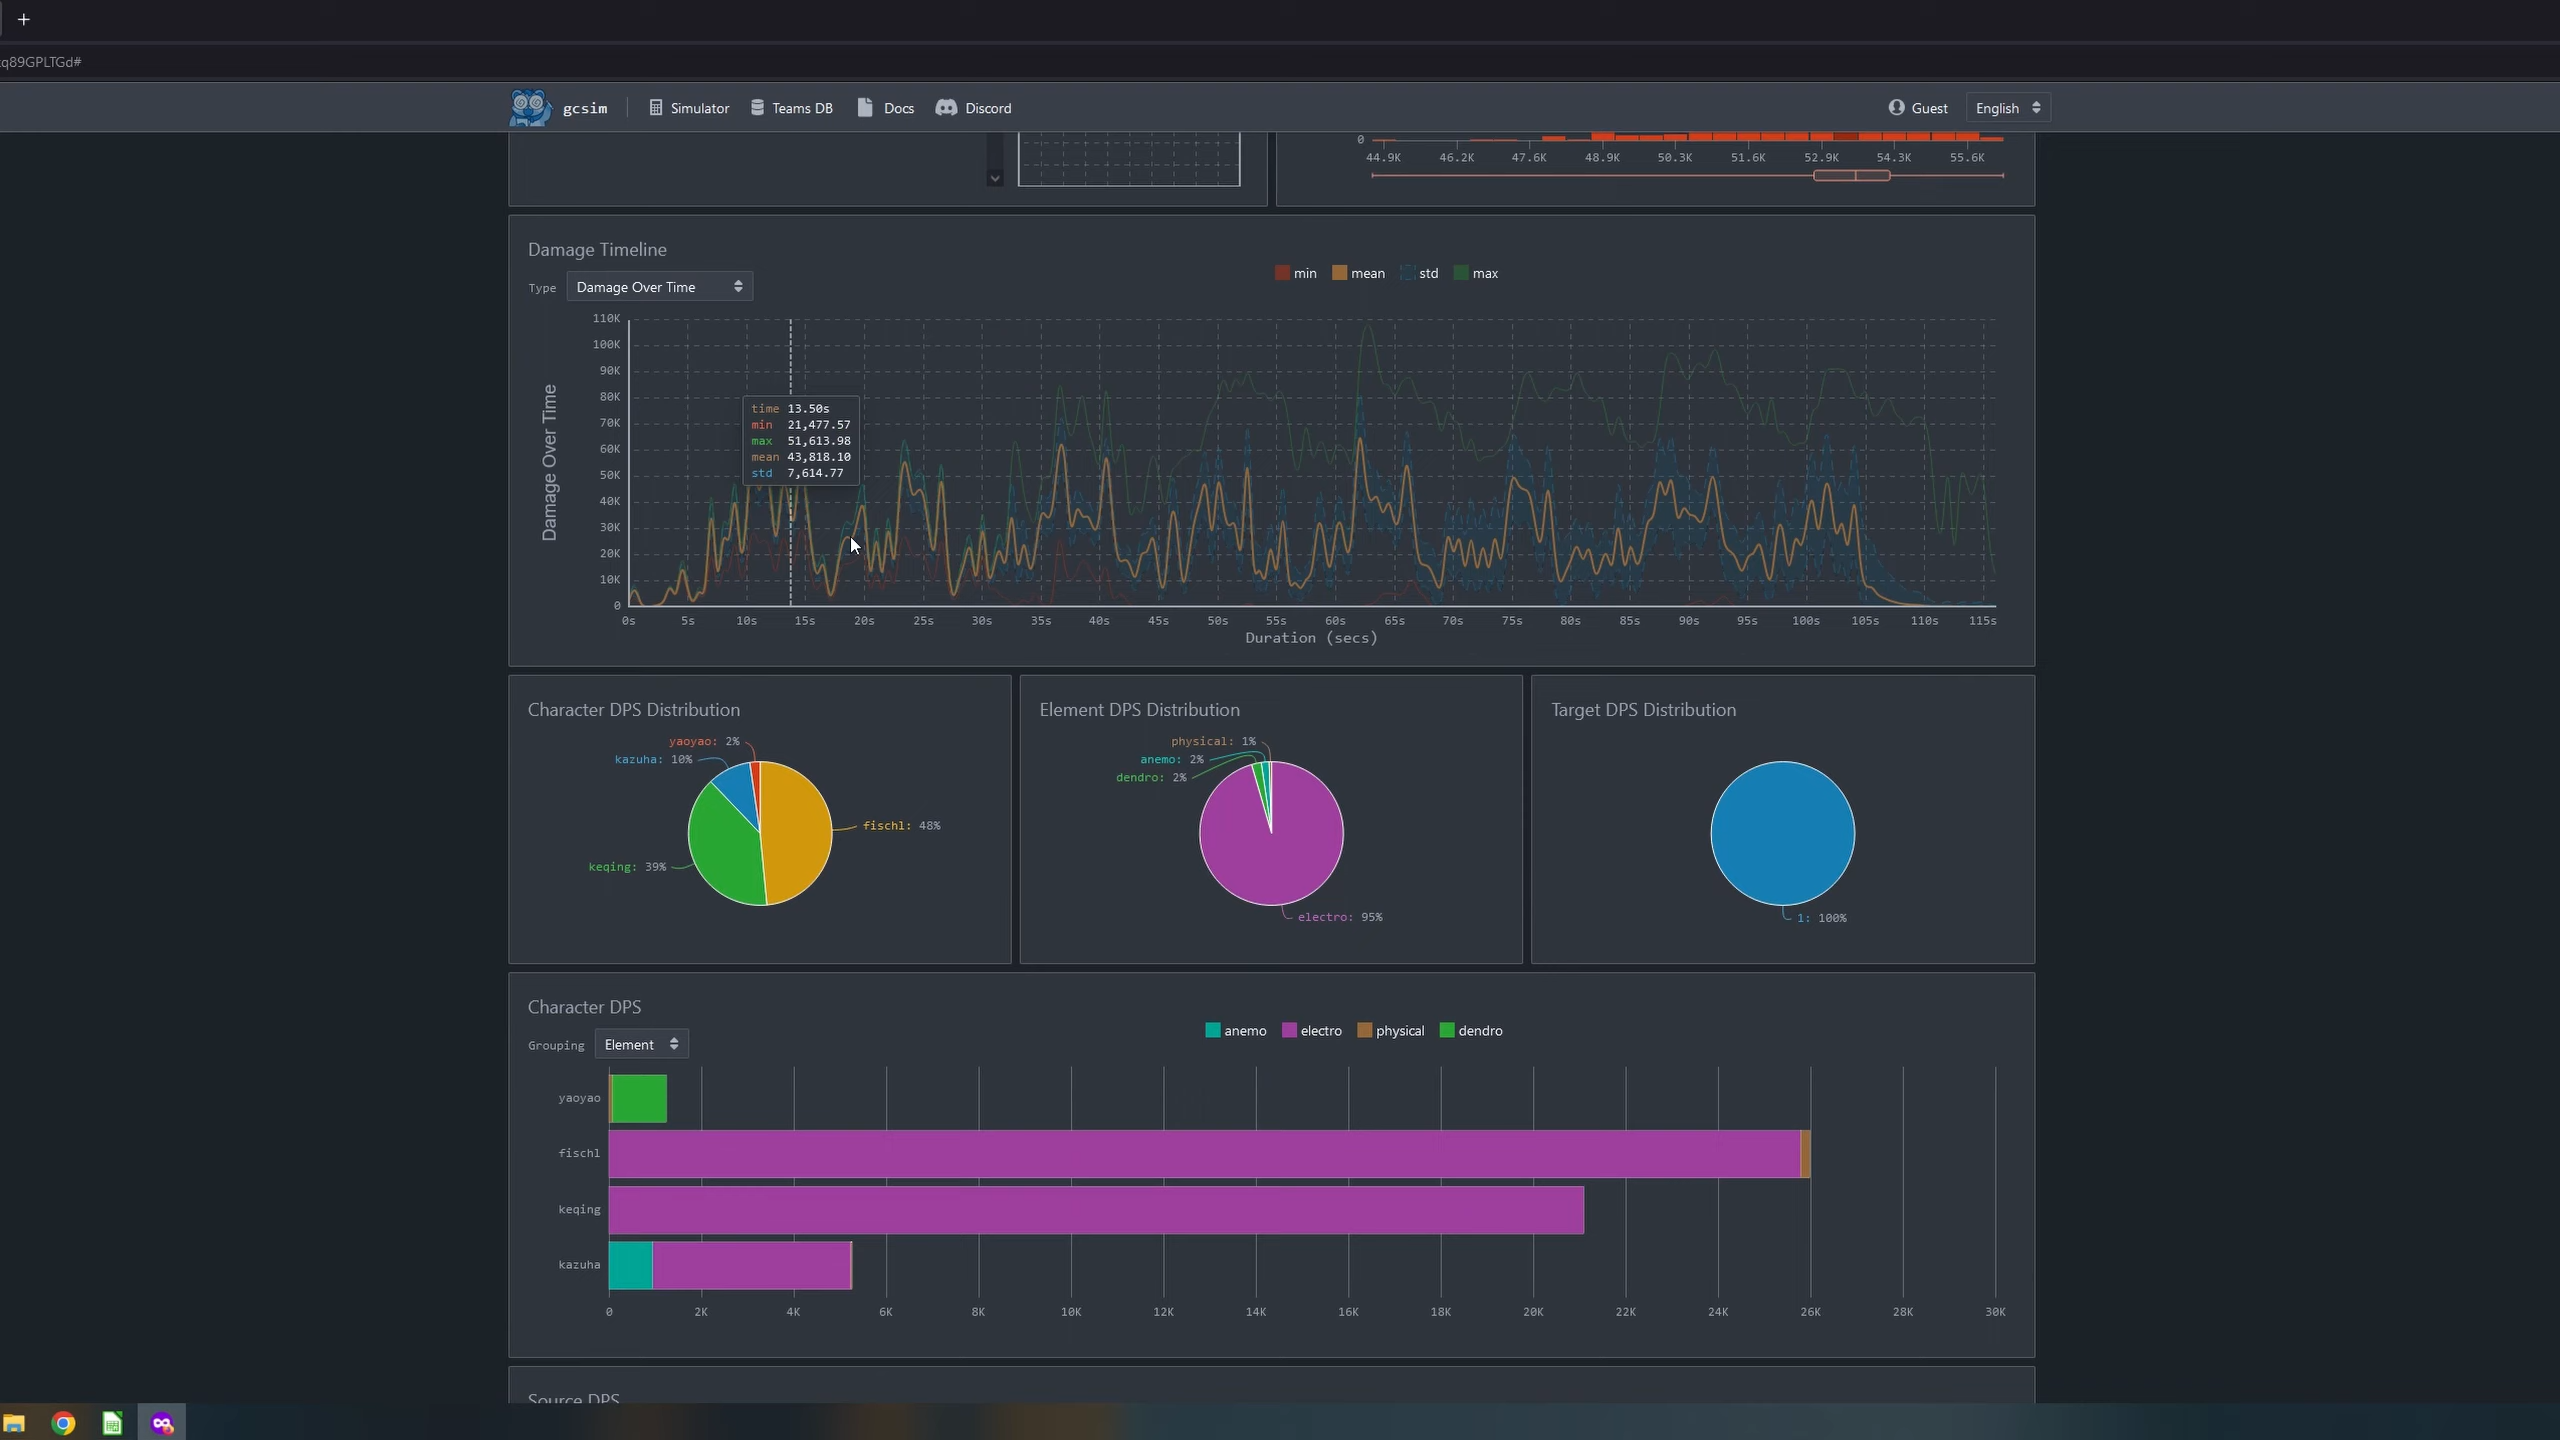 +
q89GPLTGd#
gcsim
Simulator
Teams DB
Docs
Discord
Guest
English
0
44.9K 46.2K 47.6K 48.9K 50.3K 51.6K 52.9K 54.3K 55.6K
Damage Timeline
Type Damage Over Time
min mean std max
Damage Over Time
110K
100K
90K
80K
70K
60K
50K
40K
30K
20K
10K
0
time 13.50s
min 21,477.57
max 51,613.98
mean 43,818.10
std 7,614.77
0s 5s 10s 15s 20s 25s 30s 35s 40s 45s 50s 55s 60s 65s 70s 75s 80s 85s 90s 95s 100s 105s 110s 115s
Duration (secs)
Character DPS Distribution
yaoyao: 2%
kazuha: 10%
fischl: 48%
keqing: 39%
Element DPS Distribution
physical: 1%
anemo: 2%
dendro: 2%
electro: 95%
Target DPS Distribution
1: 100%
Character DPS
Grouping Element
anemo electro physical dendro
yaoyao
fischl
keqing
kazuha
0 2K 4K 6K 8K 10K 12K 14K 16K 18K 20K 22K 24K 26K 28K 30K
Source DPS